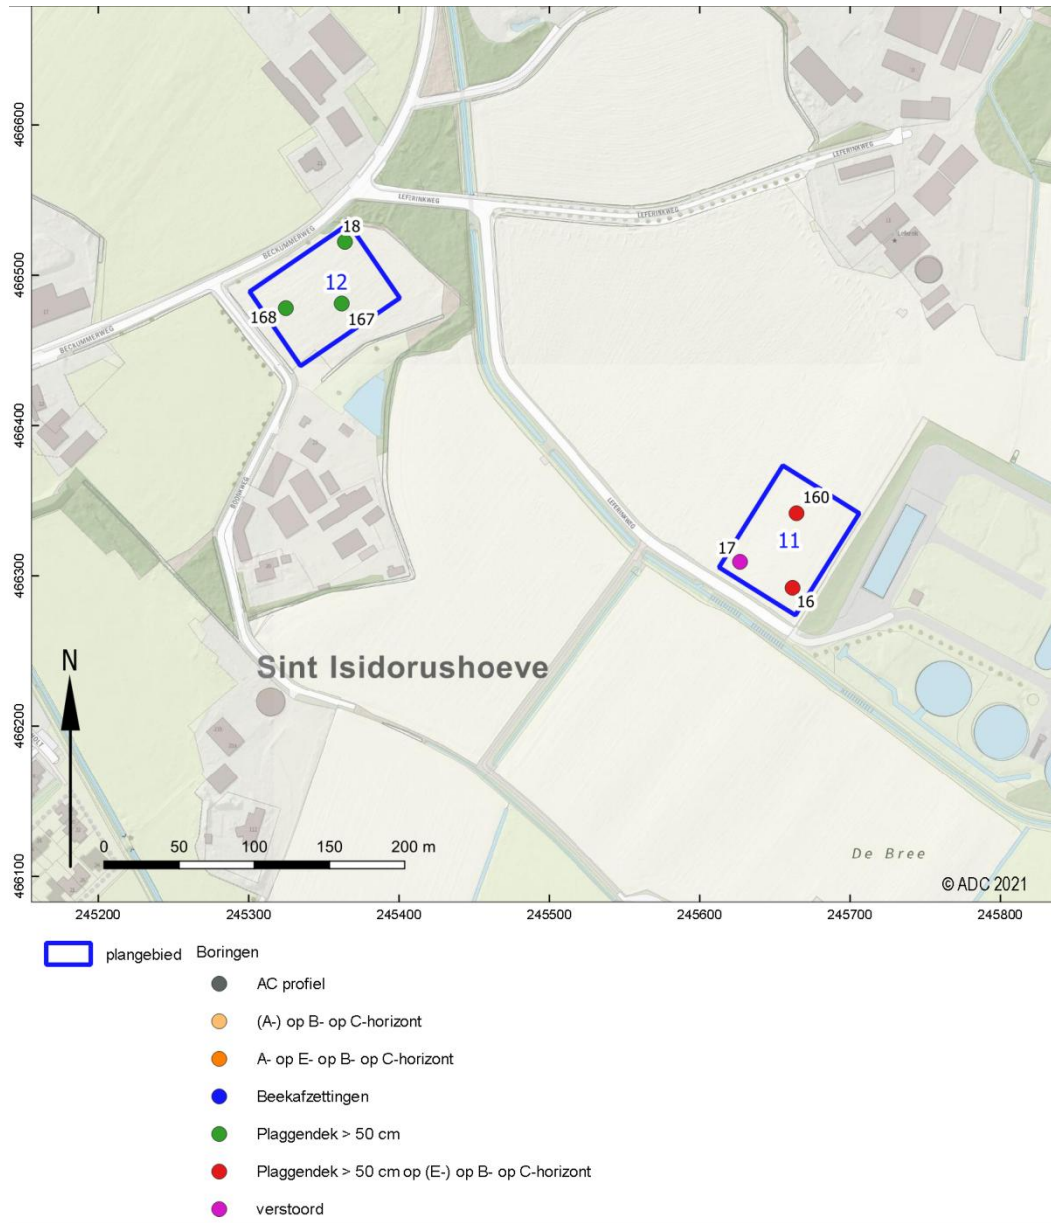 466600
466500
466400
466300
466200
466100
LEFERINKWEG
LEFERINKWEG
LEFERINKWEG
BECKUMMERWEG
18
12
168
167
BECKUMMERWEG
BOONKWEG
LEFERINKWEG
160
11
17
16
Sint Isidorushoeve
N
0 50 100 150 200 m
De Bree
© ADC 2021
245200 245300 245400 245500 245600 245700 245800
plangebied Boringen
AC profiel
(A-) op B- op C-horizont
A- op E- op B- op C-horizont
Beekafzettingen
Plaggendek > 50 cm
Plaggendek > 50 cm op (E-) op B- op C-horizont
verstoord